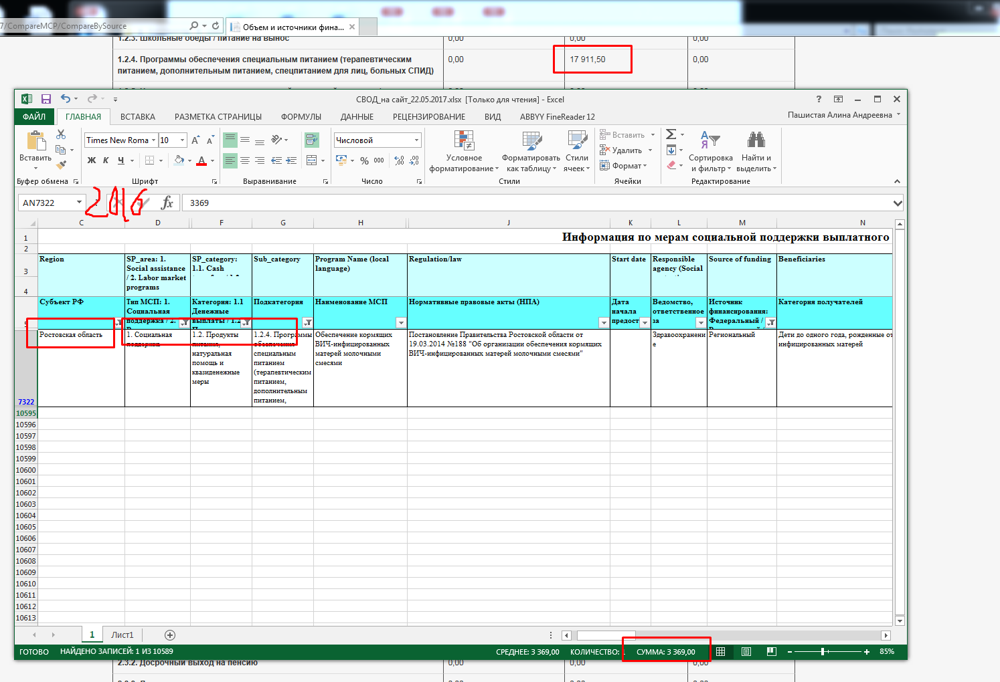 7/CompareMCP/CompareBySource
Объем и источники фина...
1.2.3. Школьные обеды / питание на вынос 0,00 0,00 0,00
1.2.4. Программы обеспечения специальным питанием (терапевтическим 0,00 17 911,50 0,00
питанием, дополнительным питанием, спецпитанием для лиц, больных СПИД)
СВОД_на сайт_22.05.2017.xlsx [Только для чтения] - Excel
ФАЙЛ ГЛАВНАЯ ВСТАВКА РАЗМЕТКА СТРАНИЦЫ ФОРМУЛЫ ДАННЫЕ РЕЦЕНЗИРОВАНИЕ ВИД ABBYY FineReader 12 Пашистая Алина Андреевна
Times New Roma 10 Числовой
Вставить
Ж К Ч
% 000
Условное
форматирование
Форматировать
как таблицу
Стили
ячеек
Вставить
Удалить
Формат
Сортировка
и фильтр
Найти и
выделить
Буфер обмена Шрифт Выравнивание Число Стили Ячейки Редактирование
AN7322 2016 fx 3369
C D F G H J K L M N
1 Информация по мерам социальной поддержки выплатного
2
3
4
Region
SP_area: 1.
Social assistance
/ 2. Labor market
programs
SP_category:
1.1. Cash
Sub_category
Program Name (local
language)
Regulation/law
Start date
Responsible
agency (Social
Source of funding
Beneficiaries
5
Субъект РФ
Тип МСП: 1.
Социальная
поддержка / 2.
Категория: 1.1
Денежные
выплаты / 1.2
Подкатегория
Наименование МСП
Нормативные правовые акты (НПА)
Дата
начала
предост
Ведомство,
ответственное
за
Источник
финансирования:
Федеральный /
Категория получателей
7322
Ростовская область
1. Социальная
поддержка
1.2. Продукты
питания,
натуральная
помощь и
квазиденежные
меры
1.2.4. Программы
обеспечения
специальным
питанием
(терапевтическим
питанием,
дополнительным
питанием,
Обеспечение кормящих
ВИЧ-инфицированных
матерей молочными
смесями
Постановление Правительства Ростовской области от
19.03.2014 №188 "Об организации обеспечения кормящих
ВИЧ-инфицированных матерей молочными смесями"
Здравоохранени
е
Региональный
Дети до одного года, рожденные от
инфицированных матерей
10595
10596
10597
10598
10599
10600
10601
10602
10603
10604
10605
10606
10607
10608
10609
10610
10611
10612
10613
1 Лист1
ГОТОВО НАЙДЕНО ЗАПИСЕЙ: 1 ИЗ 10589 СРЕДНЕЕ: 3 369,00 КОЛИЧЕСТВО: 1 СУММА: 3 369,00 85%
2.3.2. Досрочный выход на пенсию 0,00 0,00 0,00